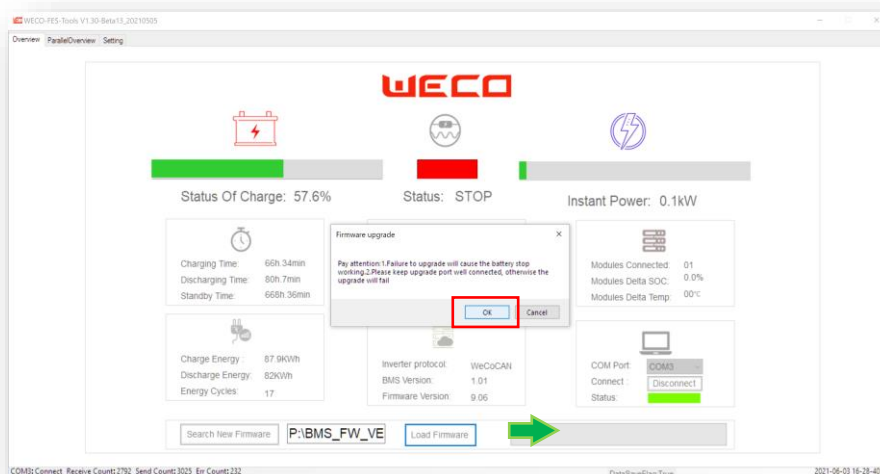 WECO-FES-Tools V1.30-Beta13_20210505
Overview ParallelOverview Setting
WECO
Status Of Charge: 57.6%
Status: STOP
Instant Power: 0.1kW
Firmware upgrade
Pay attention:1.Failure to upgrade will cause the battery stop
working.2.Please keep upgrade port well connected, otherwise the
upgrade will fail
OK Cancel
Charging Time: 66h.34min
Discharging Time: 80h.7min
Standby Time: 668h.36min
Modules Connected: 01
Modules Delta SOC: 0.0%
Modules Delta Temp: 00°C
Charge Energy : 87.9KWh
Discharge Energy: 82KWh
Energy Cycles: 17
Inverter protocol: WeCoCAN
BMS Version: 1.01
Firmware Version: 9.06
COM Port: COM3
Connect : Disconnect
Status:
Search New Firmware P:\BMS_FW_VE Load Firmware
COM3: Connect Receive Count: 2792 Send Count: 3025 Err Count: 232
DataSaveFlag:True
2021-06-03 16-28-40